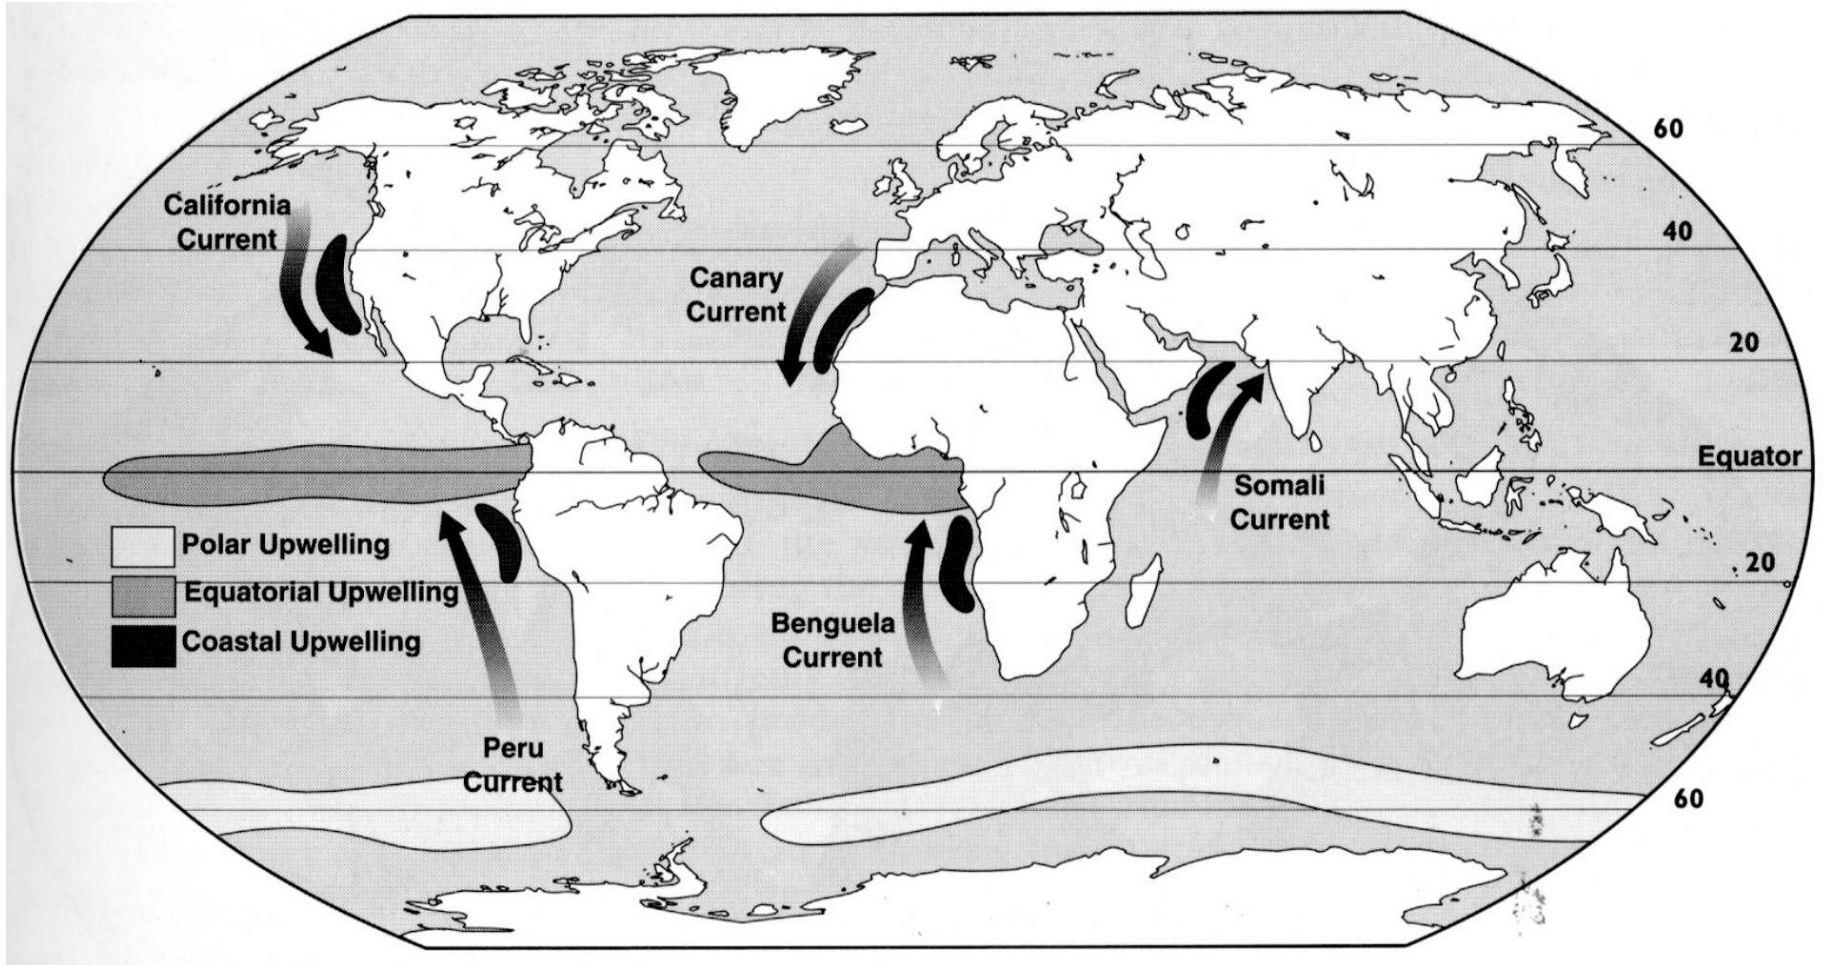 60
California
Current
40
Canary
Current
20
Equator
Somali
Current
Polar Upwelling
20
Equatorial Upwelling
Benguela
Current
Coastal Upwelling
40
Peru
Current
60